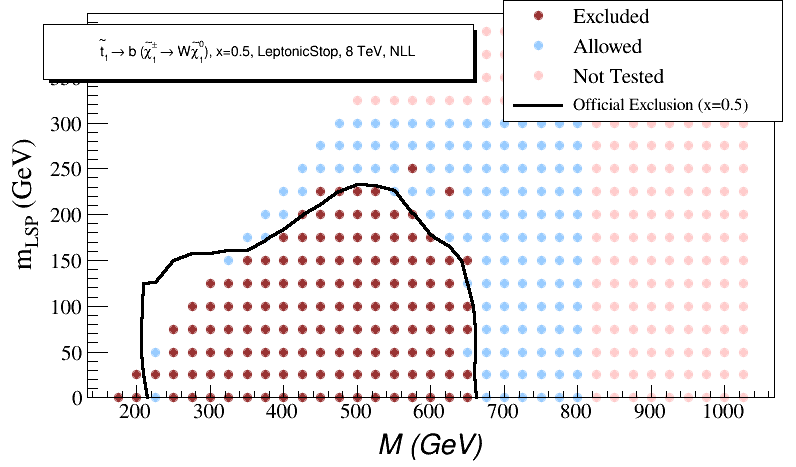 t̃₁ → b (χ̃₁± → Wχ̃₁⁰), x=0.5, LeptonicStop, 8 TeV, NLL
Excluded
Allowed
Not Tested
Official Exclusion (x=0.5)
300
250
200
150
100
50
0
m_LSP (GeV)
200 300 400 500 600 700 800 900 1000
M (GeV)